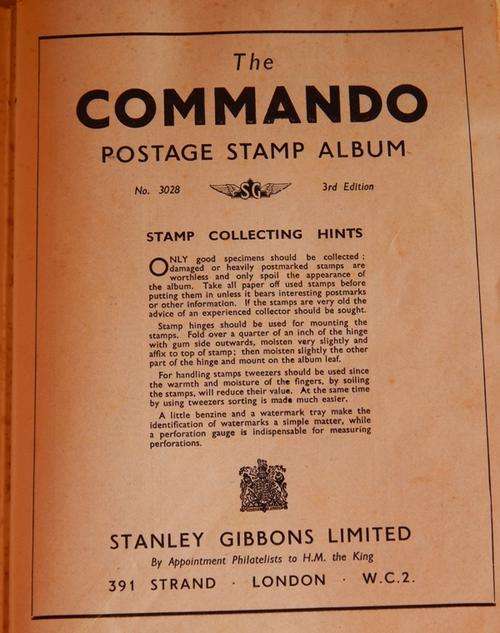 The
COMMANDO
POSTAGE STAMP ALBUM
No. 3028 SG 3rd Edition
STAMP COLLECTING HINTS
ONLY good specimens should be collected ;
damaged or heavily postmarked stamps are
worthless and only spoil the appearance of
the album. Take all paper off used stamps before
putting them in unless it bears interesting postmarks
or other information. If the stamps are very old the
advice of an experienced collector should be sought.
Stamp hinges should be used for mounting the
stamps. Fold over a quarter of an inch of the hinge
with gum side outwards, moisten very slightly and
affix to top of stamp; then moisten slightly the other
part of the hinge and mount on the album leaf.
For handling stamps tweezers should be used since
the warmth and moisture of the fingers, by soiling
the stamps, will reduce their value. At the same time
by using tweezers sorting is made much easier.
A little benzine and a watermark tray make the
identification of watermarks a simple matter, while
a perforation gauge is indispensable for measuring
perforations.
STANLEY GIBBONS LIMITED
By Appointment Philatelists to H.M. the King
391 STRAND · LONDON · W.C.2.